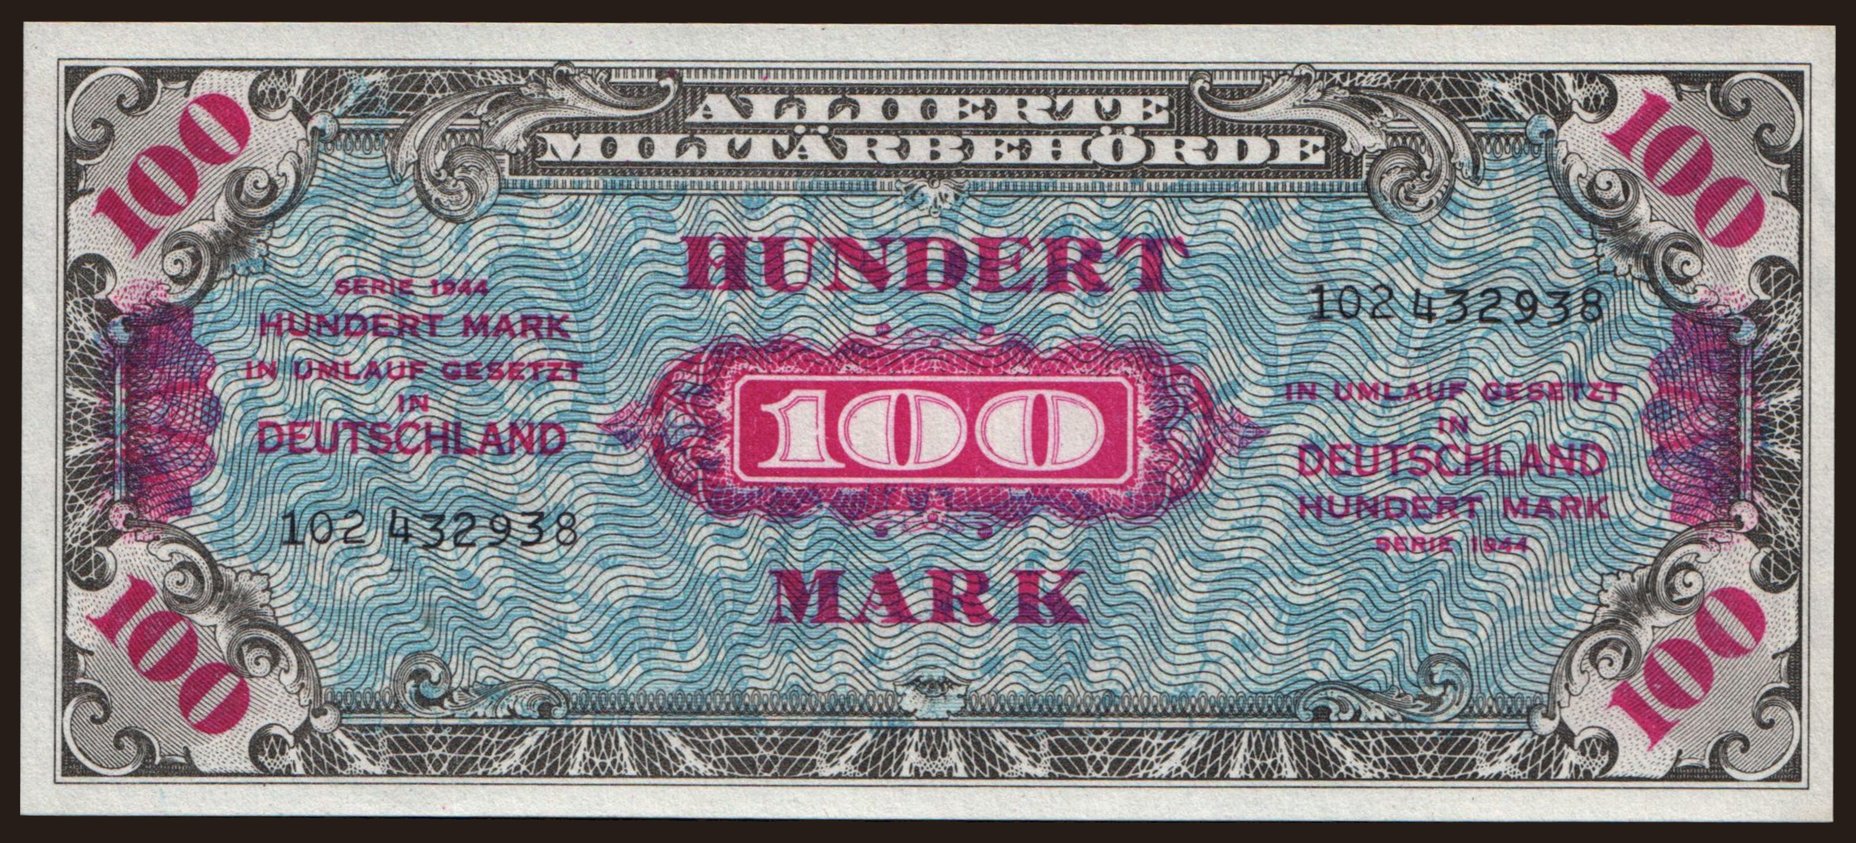 100
ALLIIERTE
MILITÄRBEHÖRDE
100
HUNDERT
SERIE 1944
HUNDERT MARK
IN UMLAUF GESETZT
IN
DEUTSCHLAND
102432938
100
102432938
IN UMLAUF GESETZT
IN
DEUTSCHLAND
HUNDERT MARK
SERIE 1944
MARK
100
100